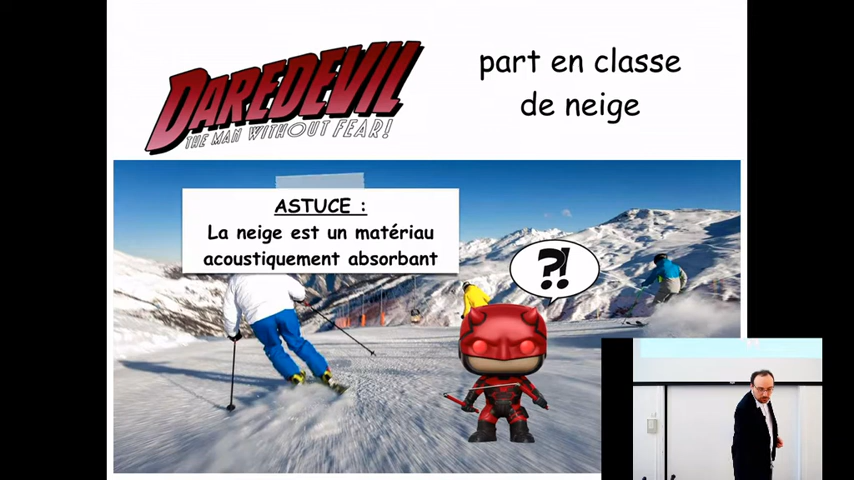 DAREDEVIL
THE MAN WITHOUT FEAR!
part en classe
de neige
ASTUCE :
La neige est un matériau
acoustiquement absorbant
?!